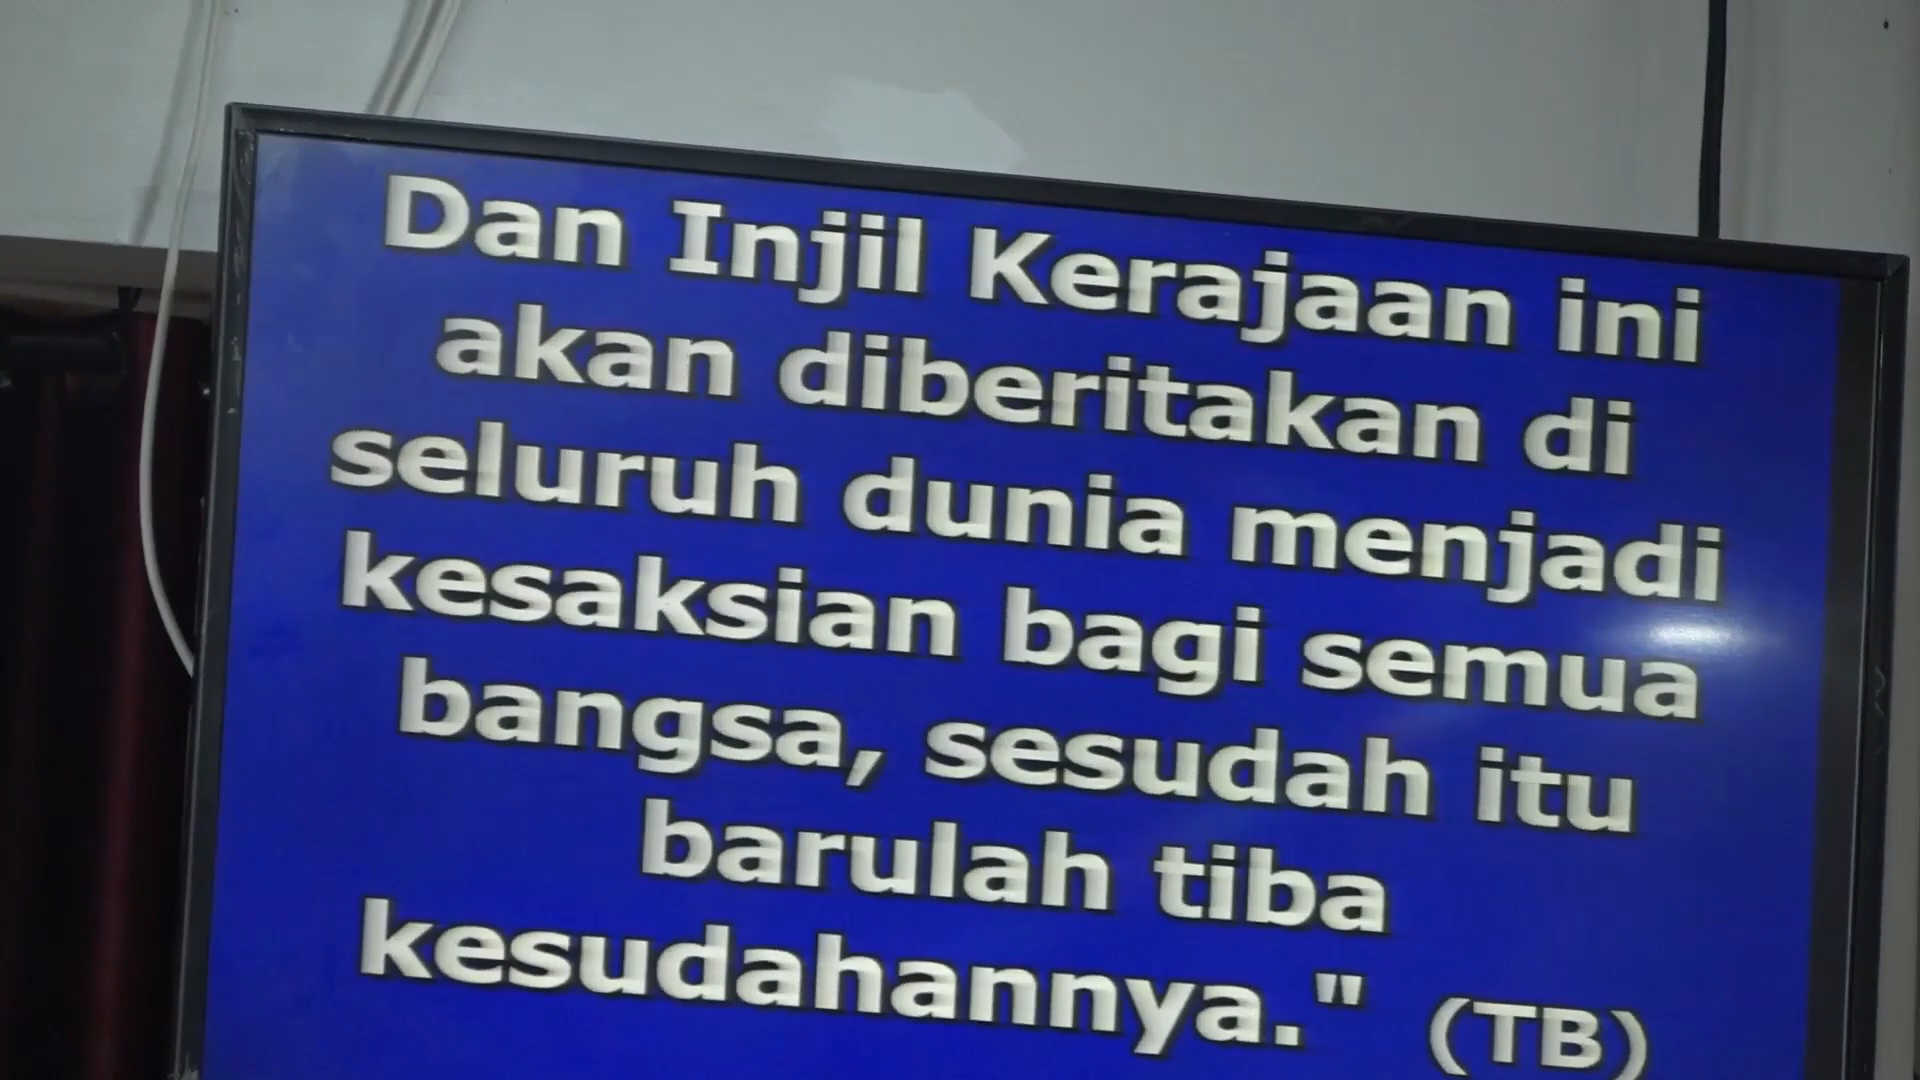 Dan Injil Kerajaan ini
akan diberitakan di
seluruh dunia menjadi
kesaksian bagi semua
bangsa, sesudah itu
barulah tiba
kesudahannya." (TB)